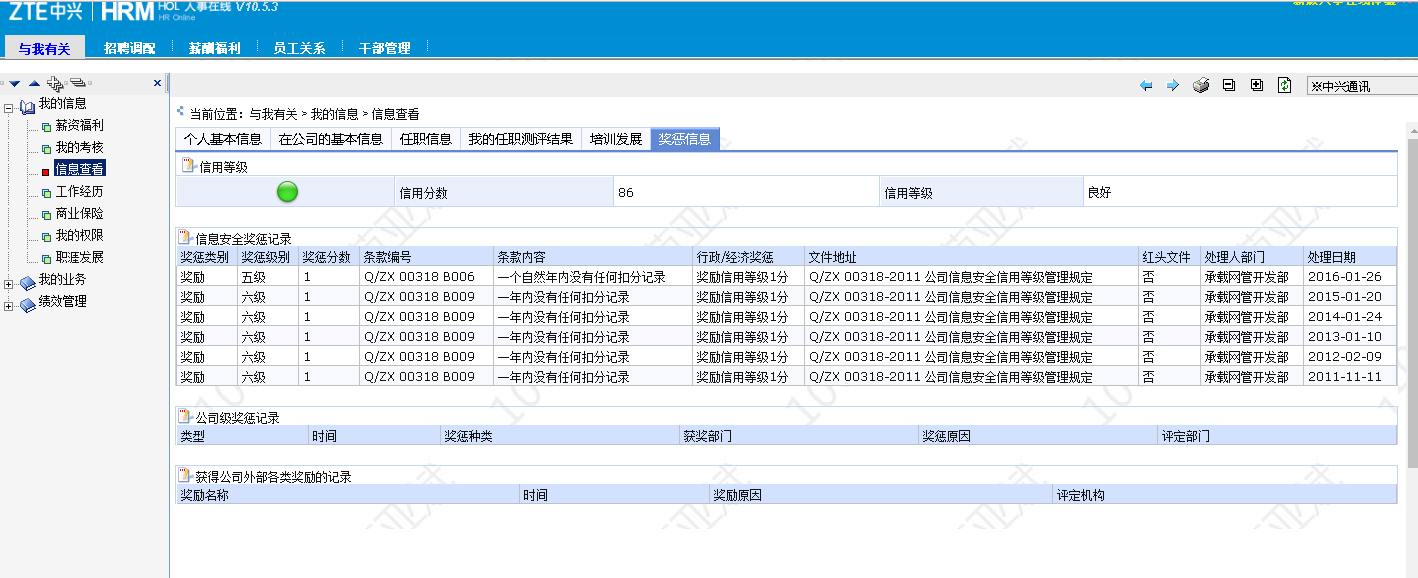 ZTE中兴 HRM HOL 人事在线 V10.5.3
HR Online
与我有关 招聘调配 薪酬福利 员工关系 干部管理
※中兴通讯
我的信息
薪资福利
我的考核
信息查看
工作经历
商业保险
我的权限
职涯发展
我的业务
绩效管理
当前位置：与我有关 > 我的信息 > 信息查看
个人基本信息 在公司的基本信息 任职信息 我的任职测评结果 培训发展 奖惩信息
信用等级
信用分数 86 信用等级 良好
信息安全奖惩记录
奖惩类别 奖惩级别 奖惩分数 条款编号 条款内容 行政/经济奖惩 文件地址 红头文件 处理人部门 处理日期
奖励 五级 1 Q/ZX 00318 B006 一个自然年内没有任何扣分记录 奖励信用等级1分 Q/ZX 00318-2011 公司信息安全信用等级管理规定 否 承载网管开发部 2016-01-26
奖励 六级 1 Q/ZX 00318 B009 一年内没有任何扣分记录 奖励信用等级1分 Q/ZX 00318-2011 公司信息安全信用等级管理规定 否 承载网管开发部 2015-01-20
奖励 六级 1 Q/ZX 00318 B009 一年内没有任何扣分记录 奖励信用等级1分 Q/ZX 00318-2011 公司信息安全信用等级管理规定 否 承载网管开发部 2014-01-24
奖励 六级 1 Q/ZX 00318 B009 一年内没有任何扣分记录 奖励信用等级1分 Q/ZX 00318-2011 公司信息安全信用等级管理规定 否 承载网管开发部 2013-01-10
奖励 六级 1 Q/ZX 00318 B009 一年内没有任何扣分记录 奖励信用等级1分 Q/ZX 00318-2011 公司信息安全信用等级管理规定 否 承载网管开发部 2012-02-09
奖励 六级 1 Q/ZX 00318 B009 一年内没有任何扣分记录 奖励信用等级1分 Q/ZX 00318-2011 公司信息安全信用等级管理规定 否 承载网管开发部 2011-11-11
公司级奖惩记录
类型 时间 奖惩种类 获奖部门 奖惩原因 评定部门
获得公司外部各类奖励的记录
奖励名称 时间 奖励原因 评定机构